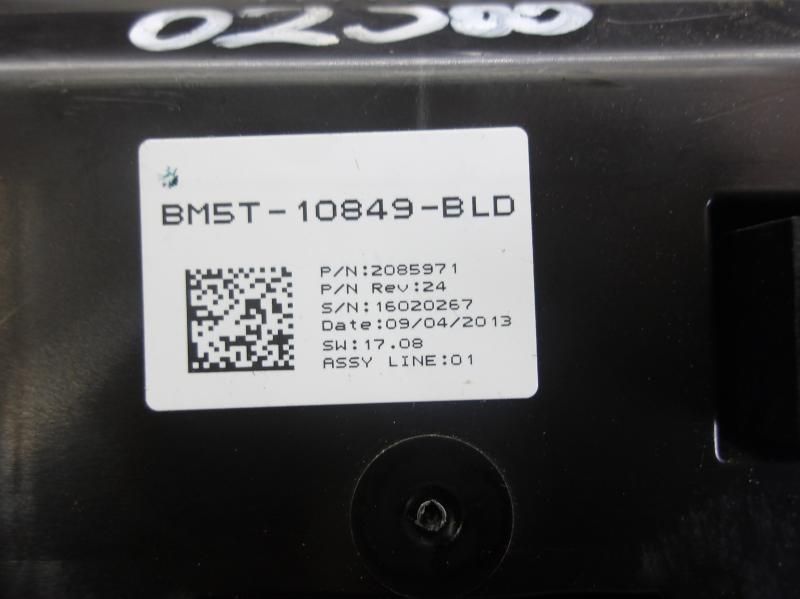 BM5T-10849-BLD
P/N:2085971
P/N Rev:24
S/N:16020267
Date:09/04/2013
SW:17.08
ASSY LINE:01